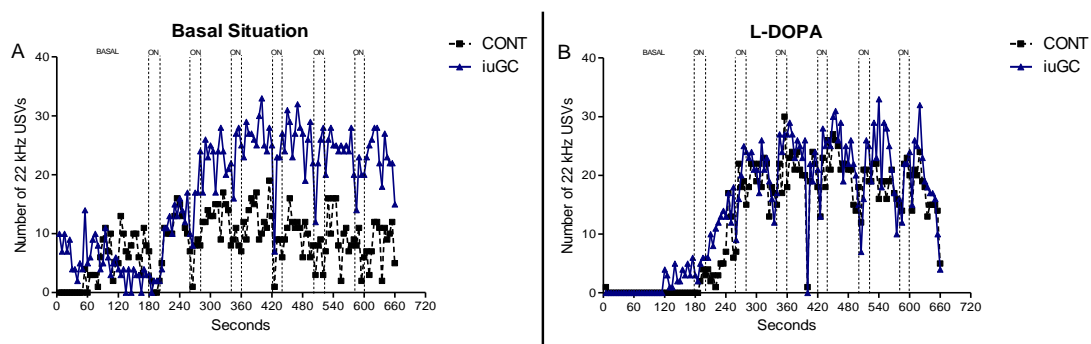 A
Basal Situation
BASAL ON ON ON ON ON ON
CONT
iuGC
Number of 22 kHz USVs
40
30
20
10
0
0 60 120 180 240 300 360 420 480 540 600 660 720
Seconds
B
L-DOPA
BASAL ON ON ON ON ON ON
CONT
iuGC
Number of 22 kHz USVs
40
30
20
10
0
0 60 120 180 240 300 360 420 480 540 600 660 720
Seconds